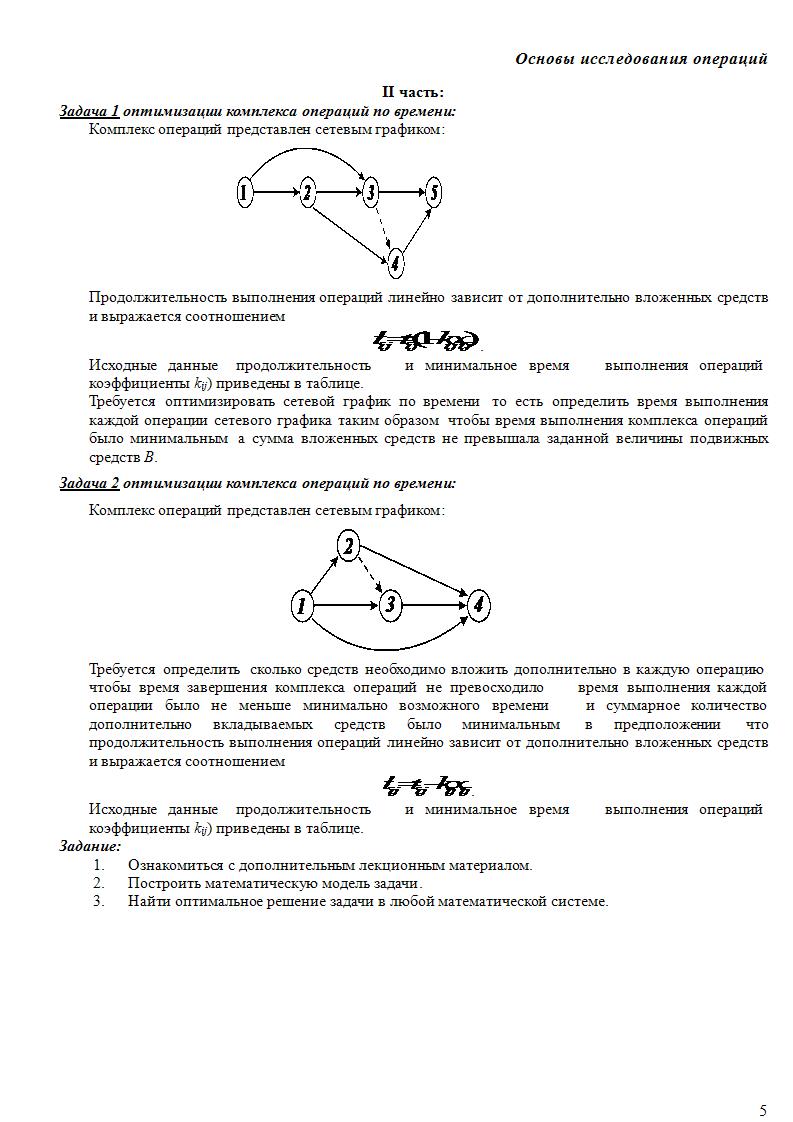 Основы исследования операций
II часть:
Задача 1 оптимизации комплекса операций по времени:
Комплекс операций представлен сетевым графиком:
1 2 3 5
4
Продолжительность выполнения операций линейно зависит от дополнительно вложенных средств
и выражается соотношением
Исходные данные продолжительность и минимальное время выполнения операций
коэффициенты kij) приведены в таблице.
Требуется оптимизировать сетевой график по времени то есть определить время выполнения
каждой операции сетевого графика таким образом чтобы время выполнения комплекса операций
было минимальным а сумма вложенных средств не превышала заданной величины подвижных
средств B.
Задача 2 оптимизации комплекса операций по времени:
Комплекс операций представлен сетевым графиком:
2
1 3 4
Требуется определить сколько средств необходимо вложить дополнительно в каждую операцию
чтобы время завершения комплекса операций не превосходило время выполнения каждой
операции было не меньше минимально возможного времени и суммарное количество
дополнительно вкладываемых средств было минимальным в предположении что
продолжительность выполнения операций линейно зависит от дополнительно вложенных средств
и выражается соотношением
Исходные данные продолжительность и минимальное время выполнения операций
коэффициенты kij) приведены в таблице.
Задание:
1. Ознакомиться с дополнительным лекционным материалом.
2. Построить математическую модель задачи.
3. Найти оптимальное решение задачи в любой математической системе.
5